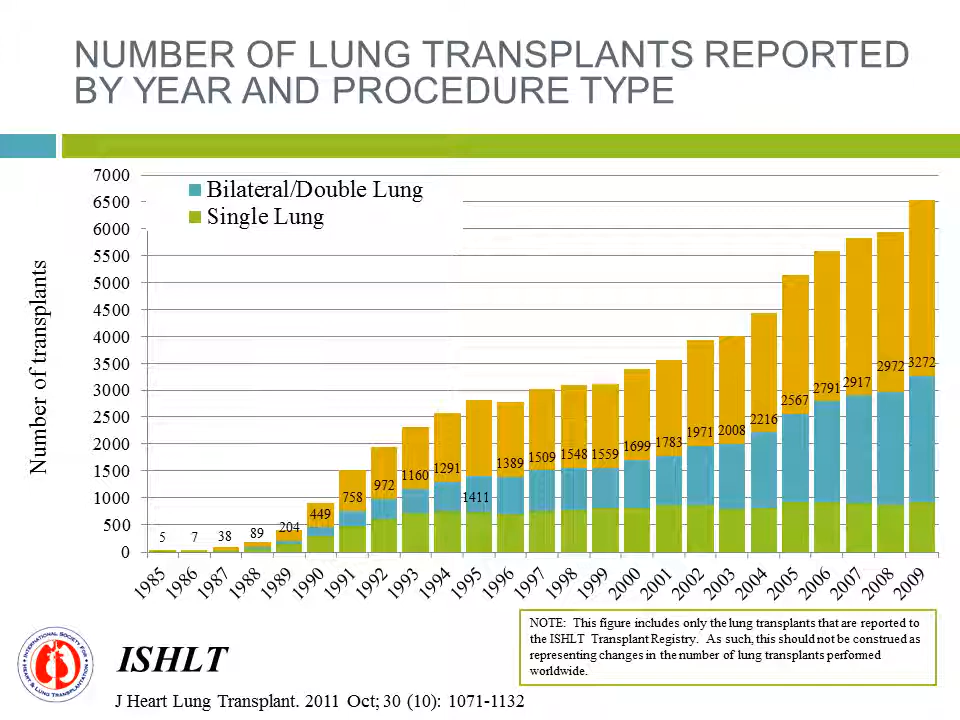 NUMBER OF LUNG TRANSPLANTS REPORTED
BY YEAR AND PROCEDURE TYPE
Number of transplants
7000
6500
6000
5500
5000
4500
4000
3500
3000
2500
2000
1500
1000
500
0
Bilateral/Double Lung
Single Lung
5 7 38 89 204 449 758 972 1160 1291 1411 1389 1509 1548 1559 1699 1783 1971 2008 2216 2567 2791 2917 2972 3272
1985 1986 1987 1988 1989 1990 1991 1992 1993 1994 1995 1996 1997 1998 1999 2000 2001 2002 2003 2004 2005 2006 2007 2008 2009
NOTE: This figure includes only the lung transplants that are reported to
the ISHLT Transplant Registry. As such, this should not be construed as
representing changes in the number of lung transplants performed
worldwide.
INTERNATIONAL SOCIETY FOR
HEART & LUNG TRANSPLANTATION
ISHLT
J Heart Lung Transplant. 2011 Oct; 30 (10): 1071-1132